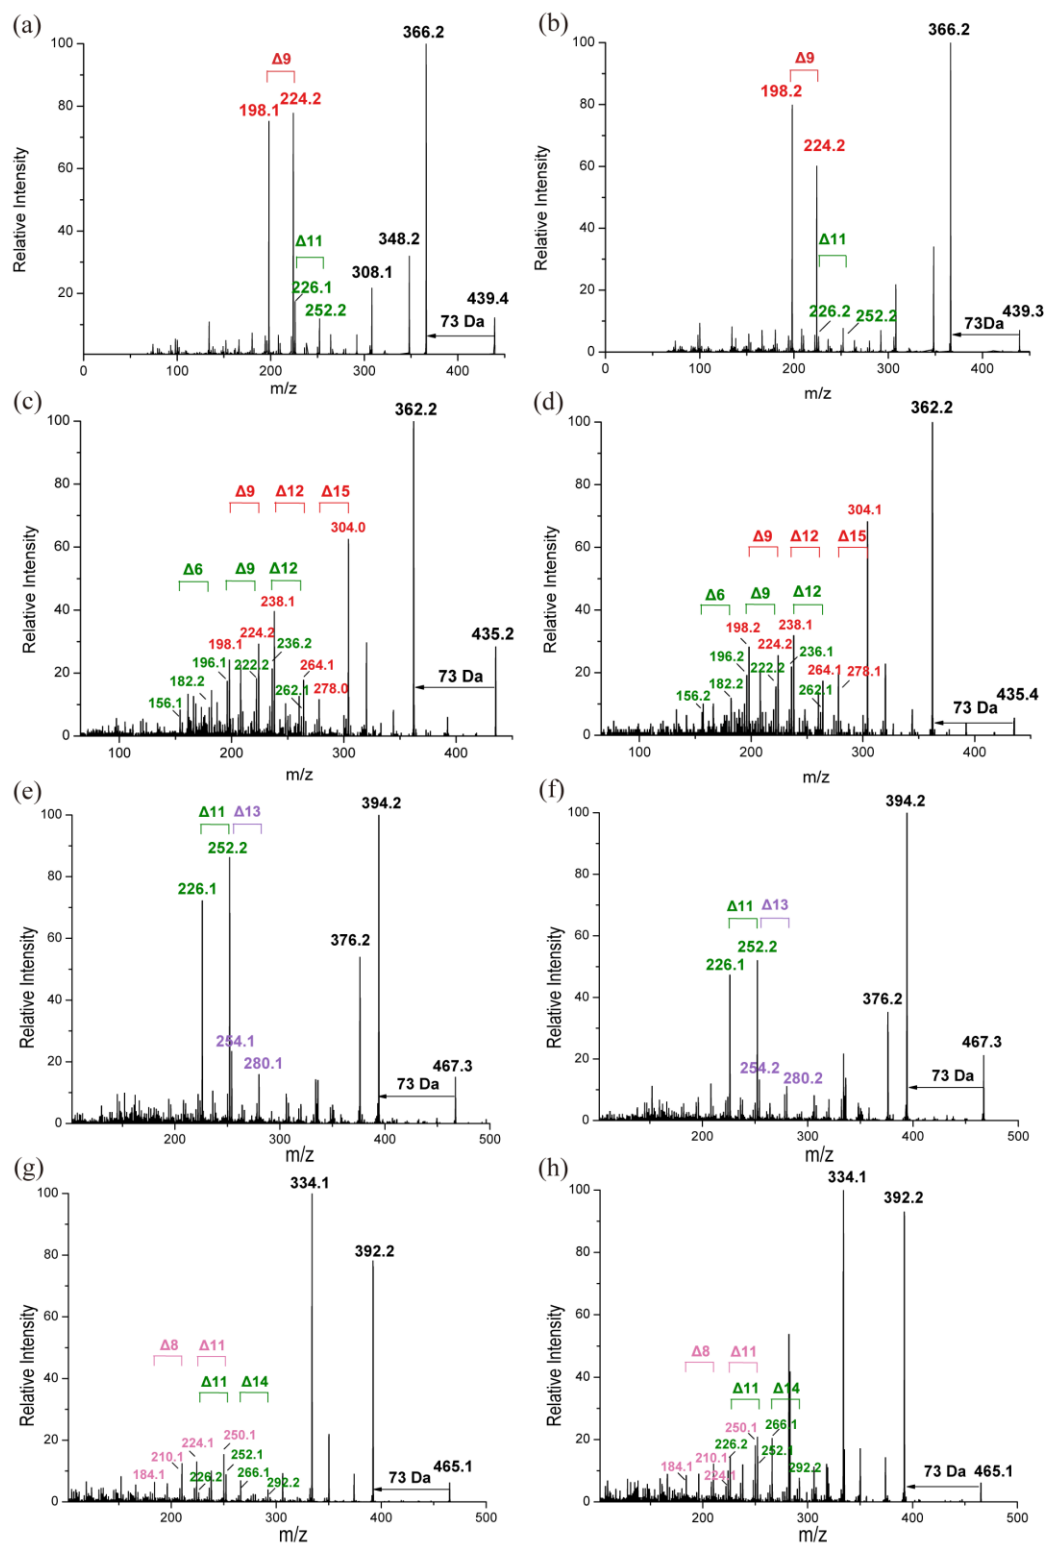 (a)
366.2
100
Δ9
198.1
224.2
80
60
Relative Intensity
40
Δ11
348.2
308.1
226.1
252.2
439.4
20
73 Da
0
100
200
300
400
m/z
(b)
366.2
100
Δ9
198.2
80
224.2
60
Relative Intensity
40
Δ11
226.2
252.2
439.3
20
73Da
0
0
100
200
300
400
m/z
(c)
362.2
100
80
Δ9
Δ12
Δ15
304.0
60
Relative Intensity
Δ6
Δ9
Δ12
238.1
40
224.2
236.2
198.1
435.2
196.1
222.2
264.1
20
182.2
73 Da
156.1
262.1
278.0
0
100
200
300
400
m/z
(d)
362.2
100
80
304.1
Δ9
Δ12
Δ15
60
Relative Intensity
Δ6
Δ9
Δ12
40
198.2
238.1
196.2
224.2
236.1
222.2
264.1
278.1
20
182.2
435.4
156.2
262.1
73 Da
0
100
200
300
400
m/z
(e)
394.2
100
Δ11
Δ13
252.2
80
226.1
60
Relative Intensity
376.2
40
254.1
467.3
280.1
20
73 Da
0
200
300
400
500
m/z
(f)
394.2
100
80
Δ11
Δ13
60
252.2
Relative Intensity
226.1
40
376.2
467.3
254.2
280.2
20
73 Da
0
200
300
400
500
m/z
(g)
334.1
100
392.2
80
60
Relative Intensity
Δ8
Δ11
40
Δ11
Δ14
250.1
20
224.1
210.1
252.1
184.1
226.2
266.1
292.2
73 Da
465.1
0
200
300
400
500
m/z
(h)
334.1
100
392.2
80
60
Relative Intensity
Δ8
Δ11
40
Δ11
Δ14
250.1
266.1
20
226.2
210.1
252.1
184.1
224.1
292.2
73 Da
465.1
0
200
300
400
500
m/z